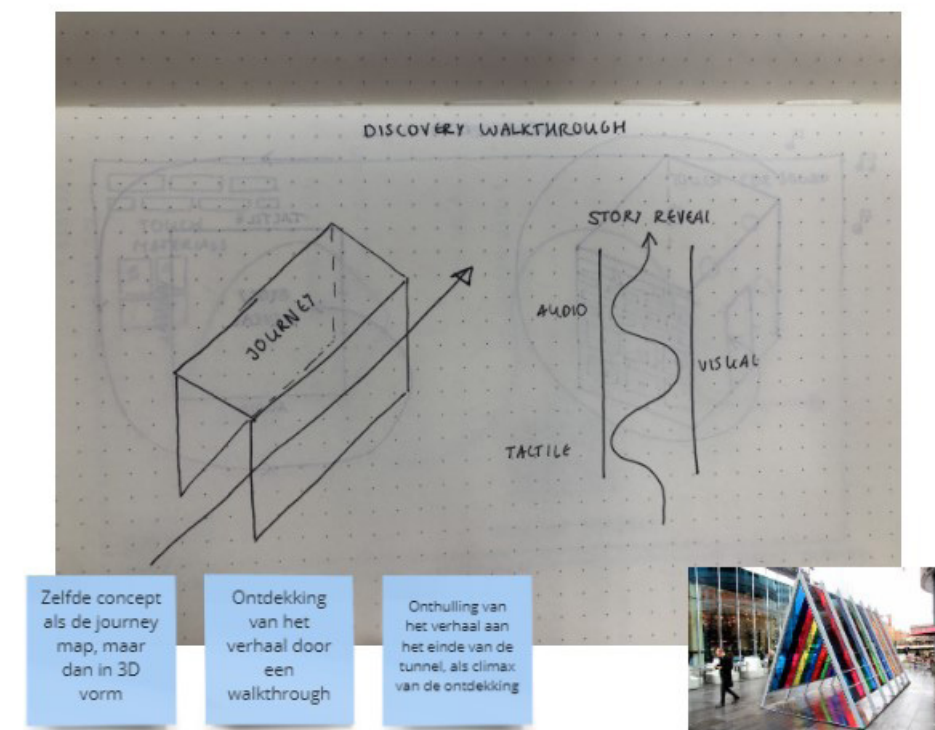 DISCOVERY WALKTHROUGH
STORY REVEAL
JOURNEY
AUDIO
VISUAL
TACTILE
Zelfde concept
als de journey
map, maar
dan in 3D
vorm
Ontdekking
van het
verhaal door
een
walkthrough
Onthulling van
het verhaal aan
het einde van de
tunnel, als climax
van de ontdekking